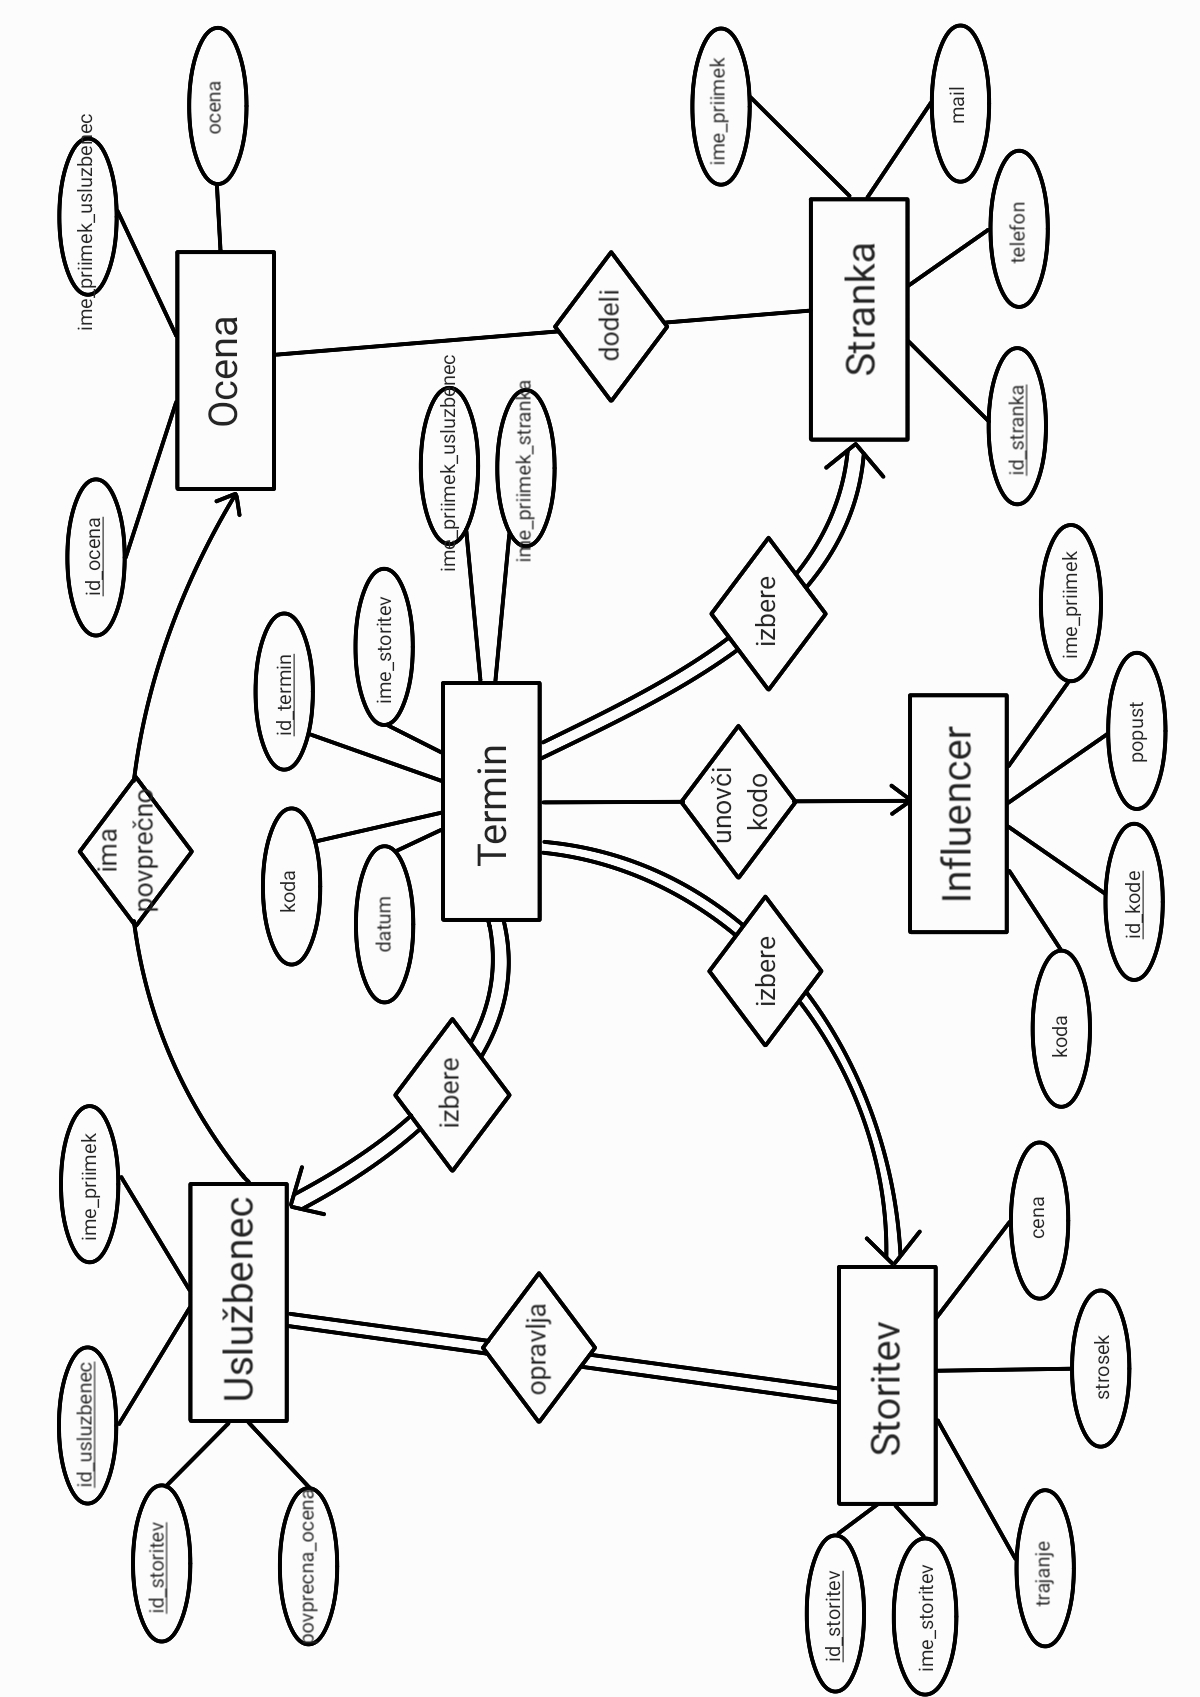 id_usluzbenec
ime_priimek
id_storitev
Uslužbenec
povprecna_ocena
ima
povprečno
id_ocena
ime_priimek_usluzbenec
Ocena
ocena
koda
id_termin
datum
ime_storitev
Termin
ime_priimek_usluzbenec
ime_priimek_stranka
izbere
opravlja
dodeli
izbere
unovči
kodo
izbere
ime_priimek
Stranka
mail
id_stranka
telefon
id_storitev
ime_storitev
Storitev
trajanje
strosek
cena
Influencer
koda
id_kode
popust
ime_priimek